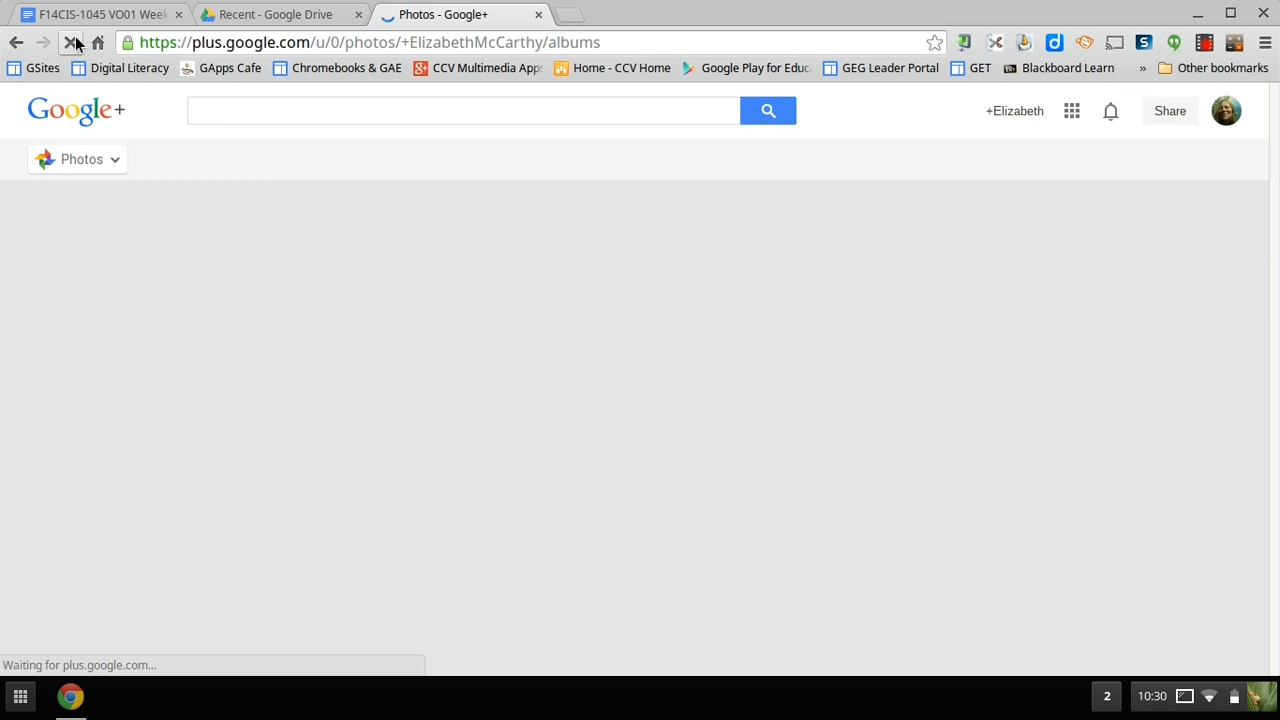 F14CIS-1045 VO01 Week
Recent - Google Drive
Photos - Google+
https://plus.google.com/u/0/photos/+ElizabethMcCarthy/albums
GSites
Digital Literacy
GApps Cafe
Chromebooks & GAE
CCV Multimedia App
Home - CCV Home
Google Play for Educ
GEG Leader Portal
GET
Blackboard Learn
»
Other bookmarks
Google+
+Elizabeth
Share
Photos
Waiting for plus.google.com...
2
10:30